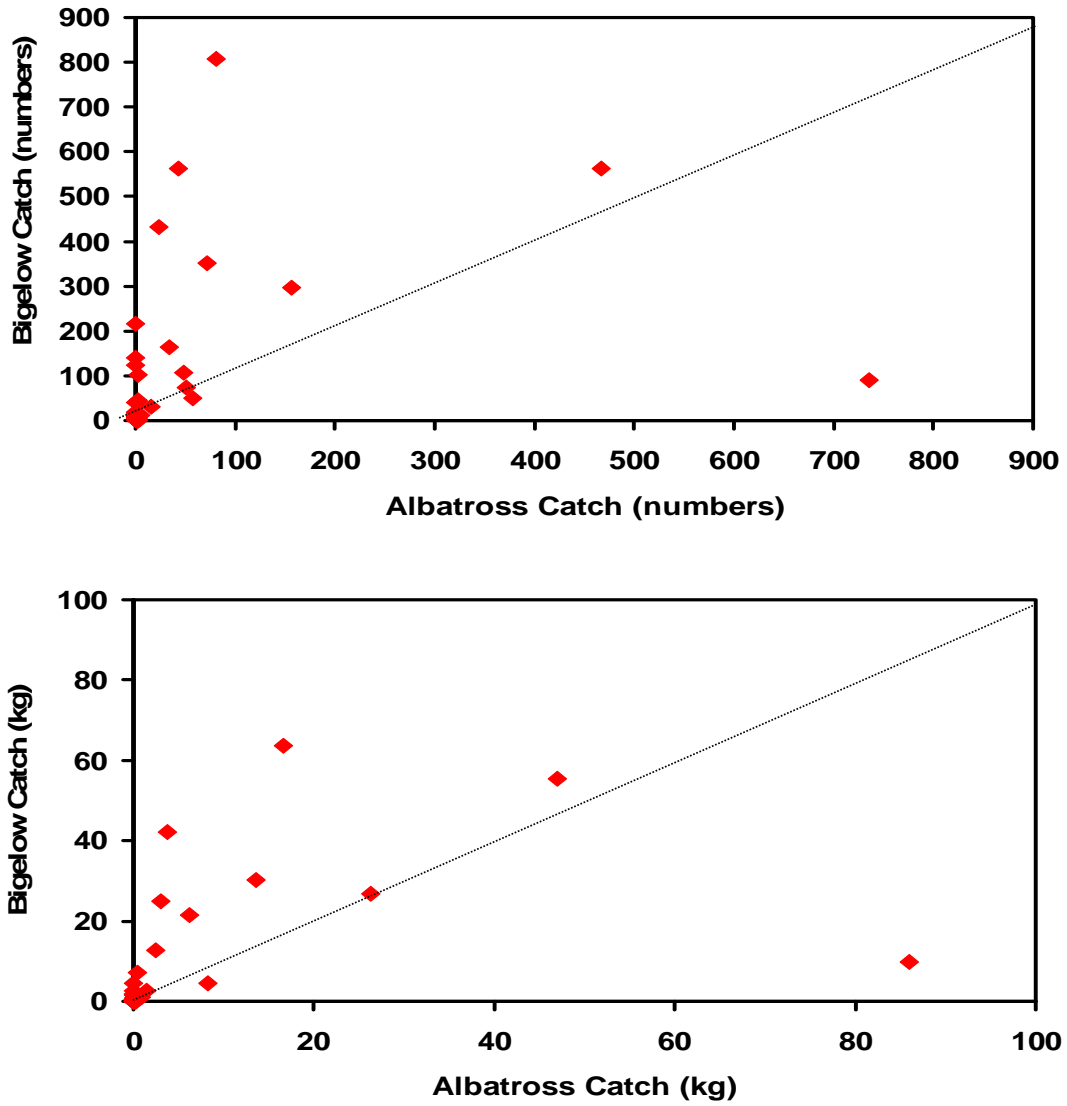 900
800
700
600
500
400
300
200
100
0
Bigelow Catch (numbers)
0 100 200 300 400 500 600 700 800 900
Albatross Catch (numbers)
100
80
60
40
20
0
Bigelow Catch (kg)
0 20 40 60 80 100
Albatross Catch (kg)